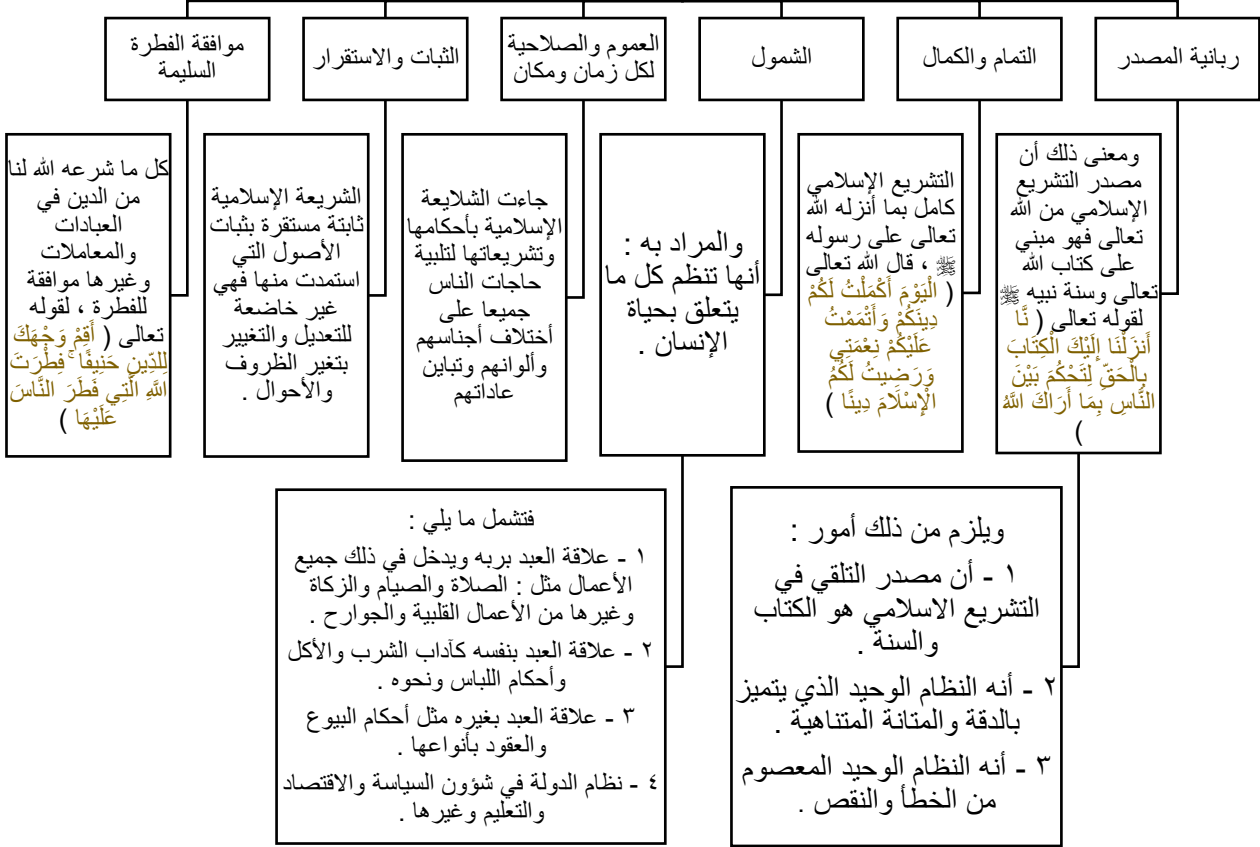 ربانية المصدر
التمام والكمال
الشمول
العموم والصلاحية
لكل زمان ومكان
الثبات والاستقرار
موافقة الفطرة
السليمة
ومعنى ذلك أن
مصدر التشريع
الإسلامي من الله
تعالى فهو مبني
على كتاب الله
تعالى وسنة نبيه ﷺ
لقوله تعالى ( نَّا
أَنزَلْنَا إِلَيْكَ الْكِتَابَ
بِالْحَقِّ لِتَحْكُمَ بَيْنَ
النَّاسِ بِمَا أَرَاكَ اللَّهُ
)
التشريع الإسلامي
كامل بما أنزله الله
تعالى على رسوله
ﷺ ، قال الله تعالى
( الْيَوْمَ أَكْمَلْتُ لَكُمْ
دِينَكُمْ وَأَتْمَمْتُ
عَلَيْكُمْ نِعْمَتِي
وَرَضِيتُ لَكُمُ
الْإِسْلَامَ دِينًا )
والمراد به :
أنها تنظم كل ما
يتعلق بحياة
الإنسان .
جاءت الشلايعة
الإسلامية بأحكامها
وتشريعاتها لتلبية
حاجات الناس
جميعا على
أختلاف أجناسهم
وألوانهم وتباين
عاداتهم
الشريعة الإسلامية
ثابتة مستقرة بثبات
الأصول التي
استمدت منها فهي
غير خاضعة
للتعديل والتغيير
بتغير الظروف
والأحوال .
كل ما شرعه الله لنا
من الدين في
العبادات
والمعاملات
وغيرها موافقة
للفطرة ، لقوله
تعالى ( أَقِمْ وَجْهَكَ
لِلدِّينِ حَنِيفًا ۚ فِطْرَتَ
اللَّهِ الَّتِي فَطَرَ النَّاسَ
عَلَيْهَا )
ويلزم من ذلك أمور :
١ - أن مصدر التلقي في
التشريع الاسلامي هو الكتاب
والسنة .
٢ - أنه النظام الوحيد الذي يتميز
بالدقة والمتانة المتناهية .
٣ - أنه النظام الوحيد المعصوم
من الخطأ والنقص .
فتشمل ما يلي :
١ - علاقة العبد بربه ويدخل في ذلك جميع
الأعمال مثل : الصلاة والصيام والزكاة
وغيرها من الأعمال القلبية والجوارح .
٢ - علاقة العبد بنفسه كآداب الشرب والأكل
وأحكام اللباس ونحوه .
٣ - علاقة العبد بغيره مثل أحكام البيوع
والعقود بأنواعها .
٤ - نظام الدولة في شؤون السياسة والاقتصاد
والتعليم وغيرها .